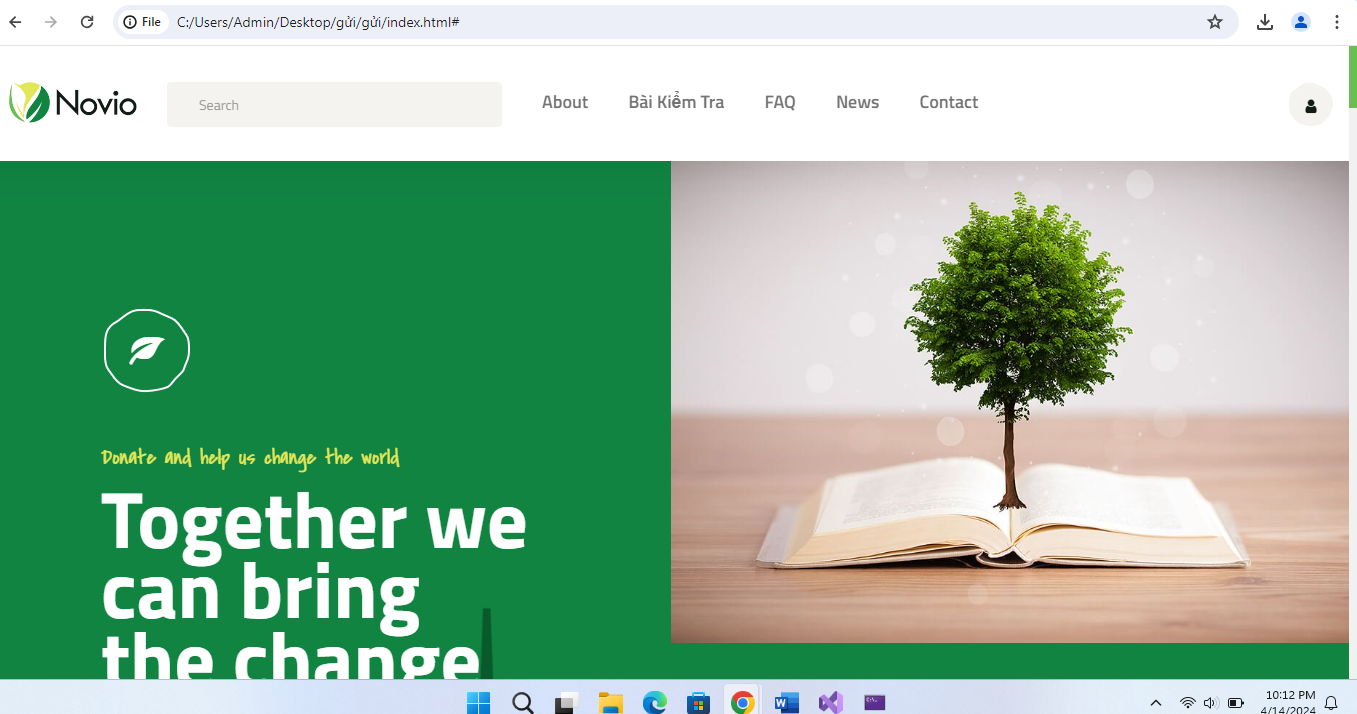 File C:/Users/Admin/Desktop/gửi/gửi/index.html#
Novio
Search
About Bài Kiểm Tra FAQ News Contact
Donate and help us change the world
Together we
can bring
the change
10:12 PM
4/14/2024